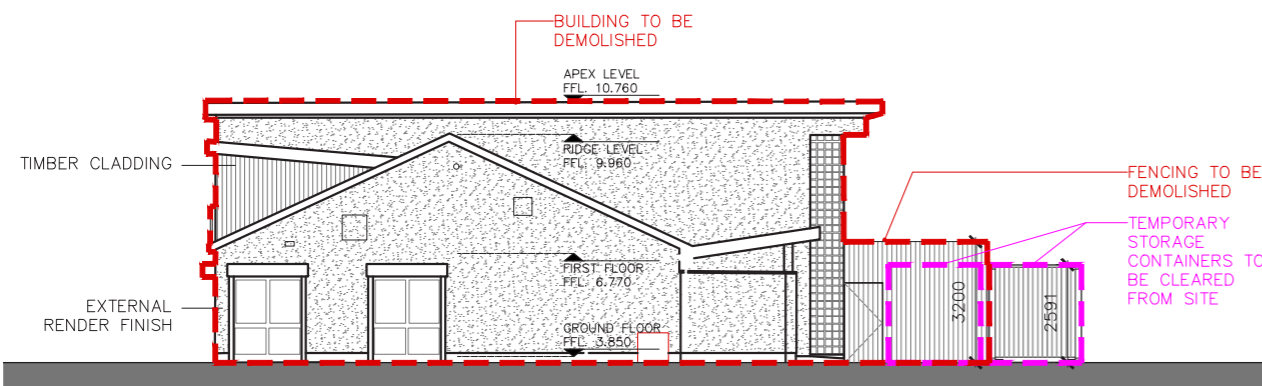 BUILDING TO BE
DEMOLISHED
APEX LEVEL
FFL. 10.760
RIDGE LEVEL
FFL. 9.960
TIMBER CLADDING
FENCING TO BE
DEMOLISHED
TEMPORARY
STORAGE
CONTAINERS TO
BE CLEARED
FROM SITE
FIRST FLOOR
FFL. 6.770
EXTERNAL
RENDER FINISH
GROUND FLOOR
FFL. 3.850
3200
2591